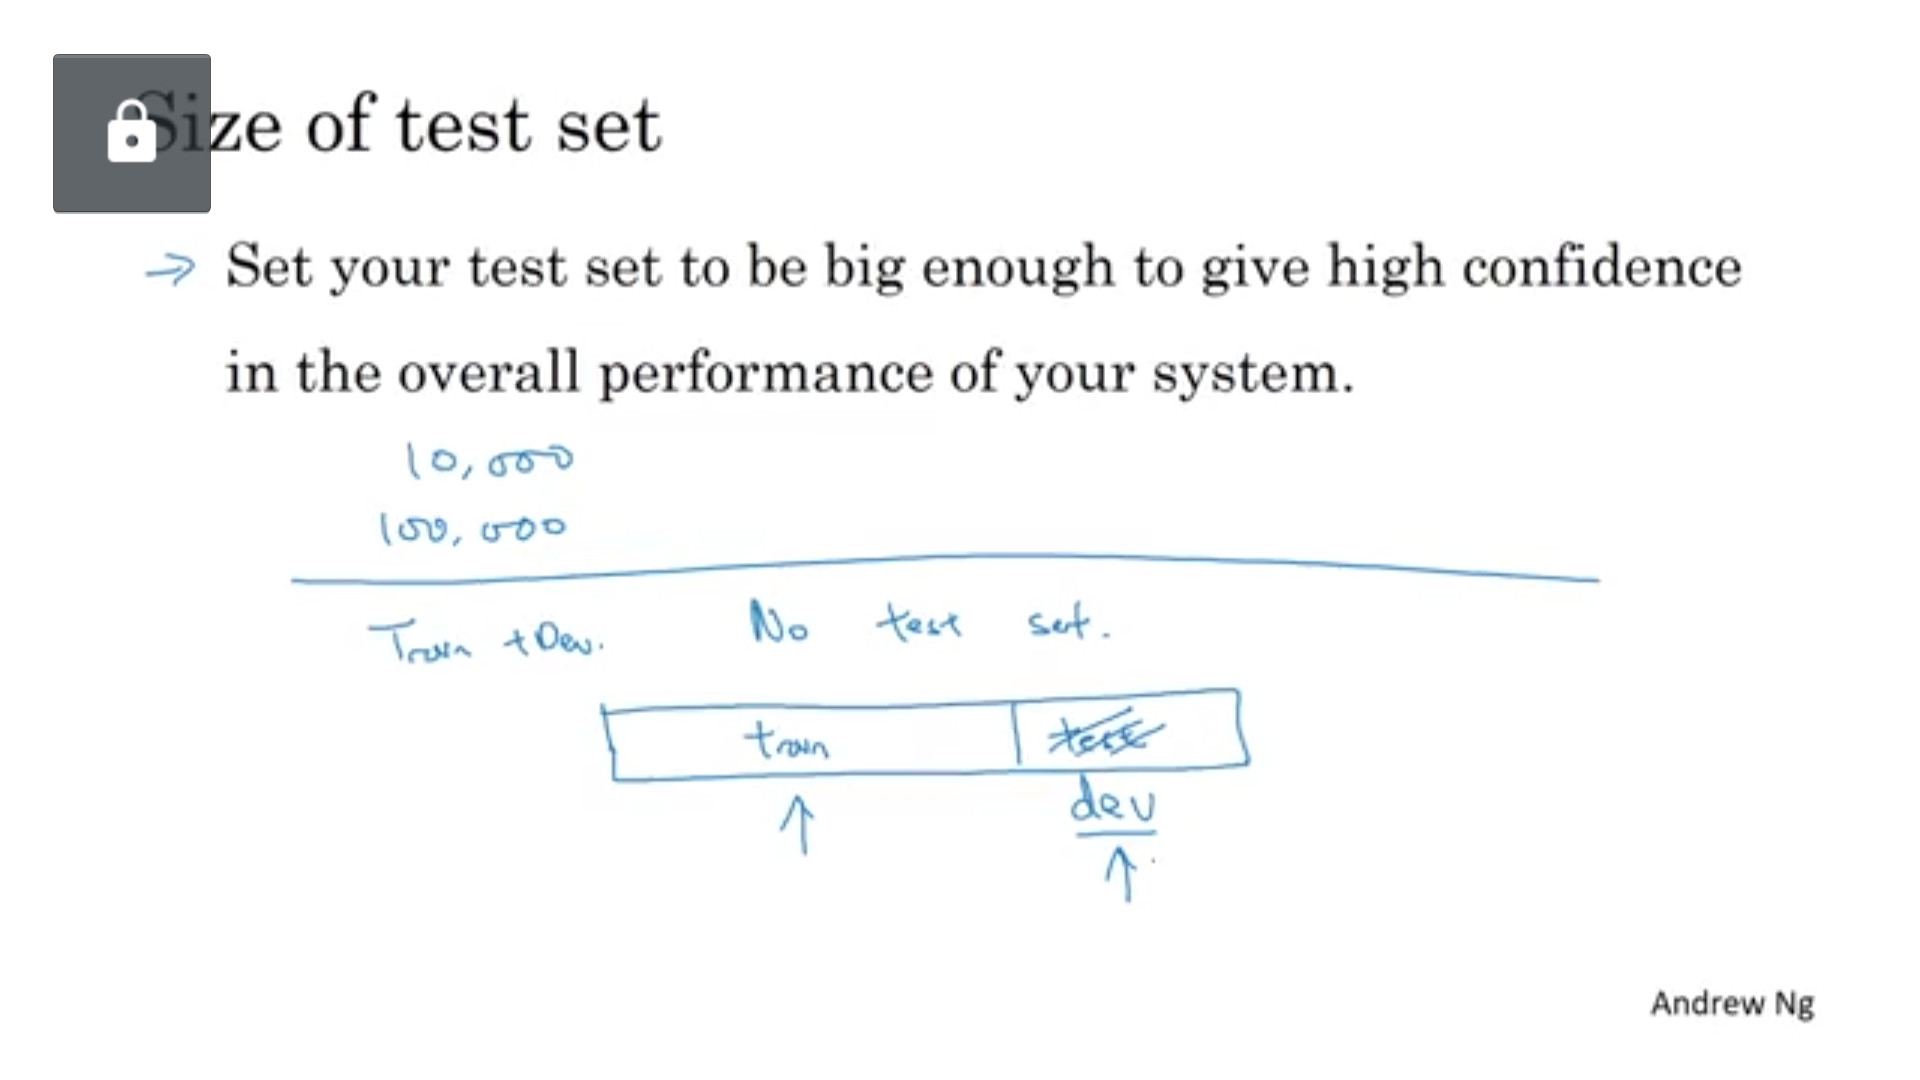 Size of test set
→ Set your test set to be big enough to give high confidence
in the overall performance of your system.
10,000
100,000
Train + Dev. No test set.
train test
dev
Andrew Ng